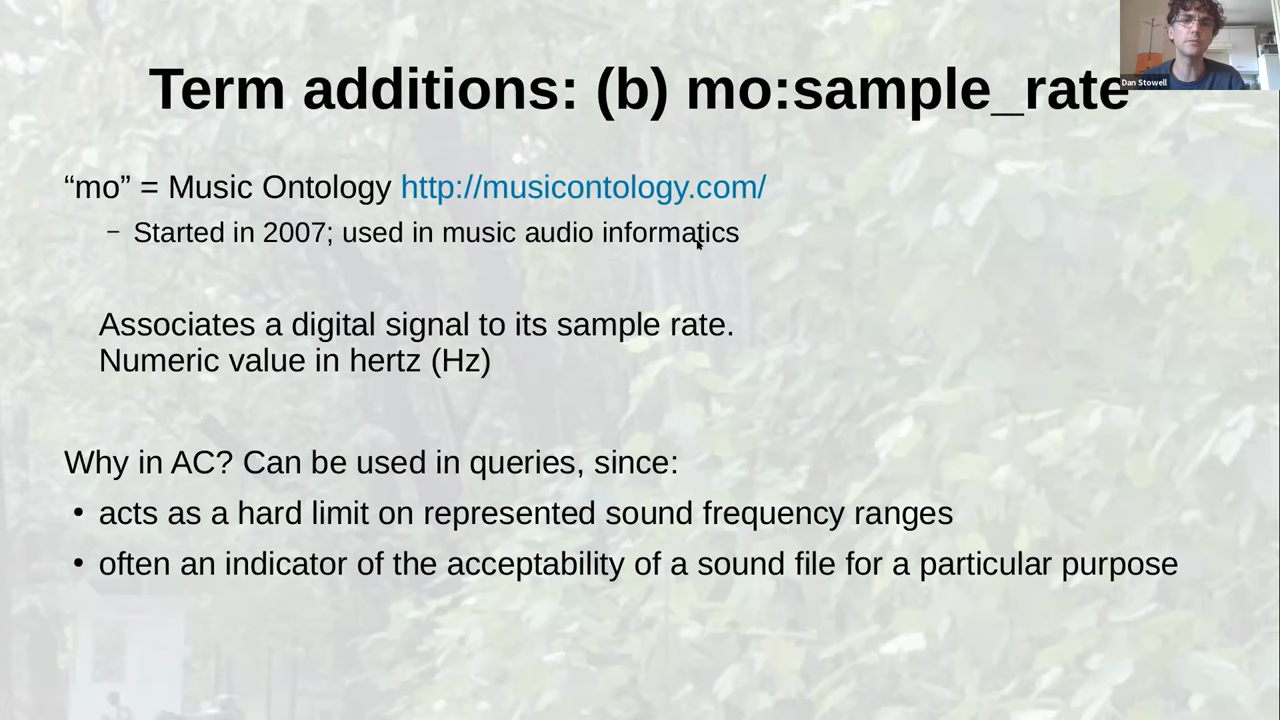 Term additions: (b) mo:sample_rate
Dan Stowell
“mo” = Music Ontology http://musicontology.com/
– Started in 2007; used in music audio informatics
Associates a digital signal to its sample rate.
Numeric value in hertz (Hz)
Why in AC? Can be used in queries, since:
• acts as a hard limit on represented sound frequency ranges
• often an indicator of the acceptability of a sound file for a particular purpose